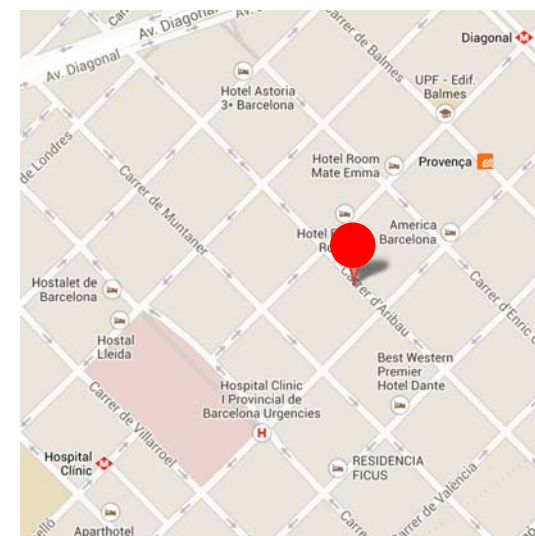 Av. Diagonal
Av. Diagonal
Av.
Carrer de Balmes
Diagonal
UPF - Edif.
Balmes
Hotel Astoria
3* Barcelona
de Londres
Carrer de Muntaner
Hotel Room
Mate Emma
Provença
America
Barcelona
Hotel
Carrer d'Aribau
Carrer d'Enric
Hostalet de
Barcelona
Hostal
Lleida
Best Western
Premier
Hotel Dante
Hospital Clinic
I Provincial de
Barcelona Urgencies
H
Carrer de Villarroel
Hospital
Clínic
RESIDENCIA
FICUS
Carrer de València
Aparthotel